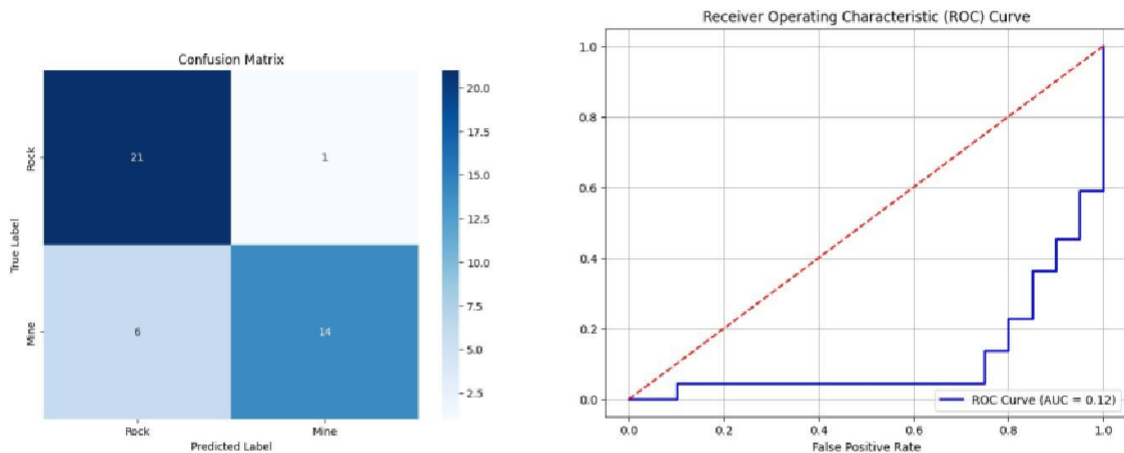 Confusion Matrix
Rock
Mine
True Label
21
1
6
14
Rock
Mine
Predicted Label
20.0
17.5
15.0
12.5
10.0
7.5
5.0
2.5
Receiver Operating Characteristic (ROC) Curve
1.0
0.8
0.6
0.4
0.2
0.0
ROC Curve (AUC = 0.12)
0.0
0.2
0.4
0.6
0.8
1.0
False Positive Rate